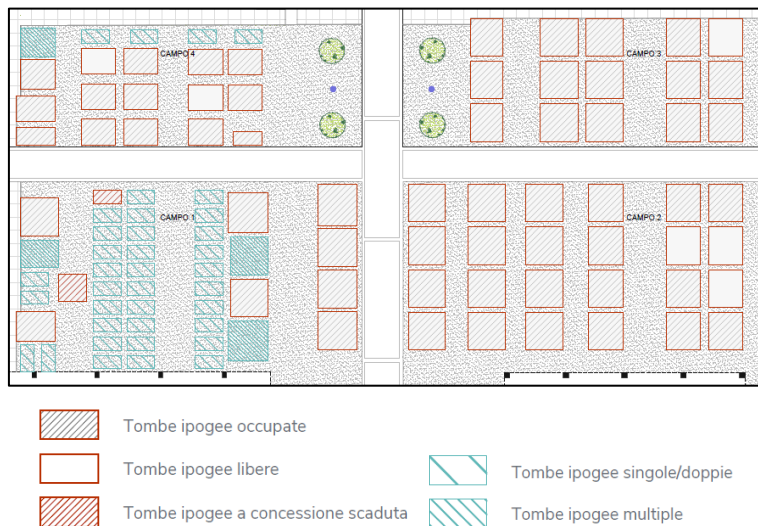 CAMPO 4
CAMPO 3
CAMPO 1
CAMPO 2
Tombe ipogee occupate
Tombe ipogee libere
Tombe ipogee singole/doppie
Tombe ipogee a concessione scaduta
Tombe ipogee multiple